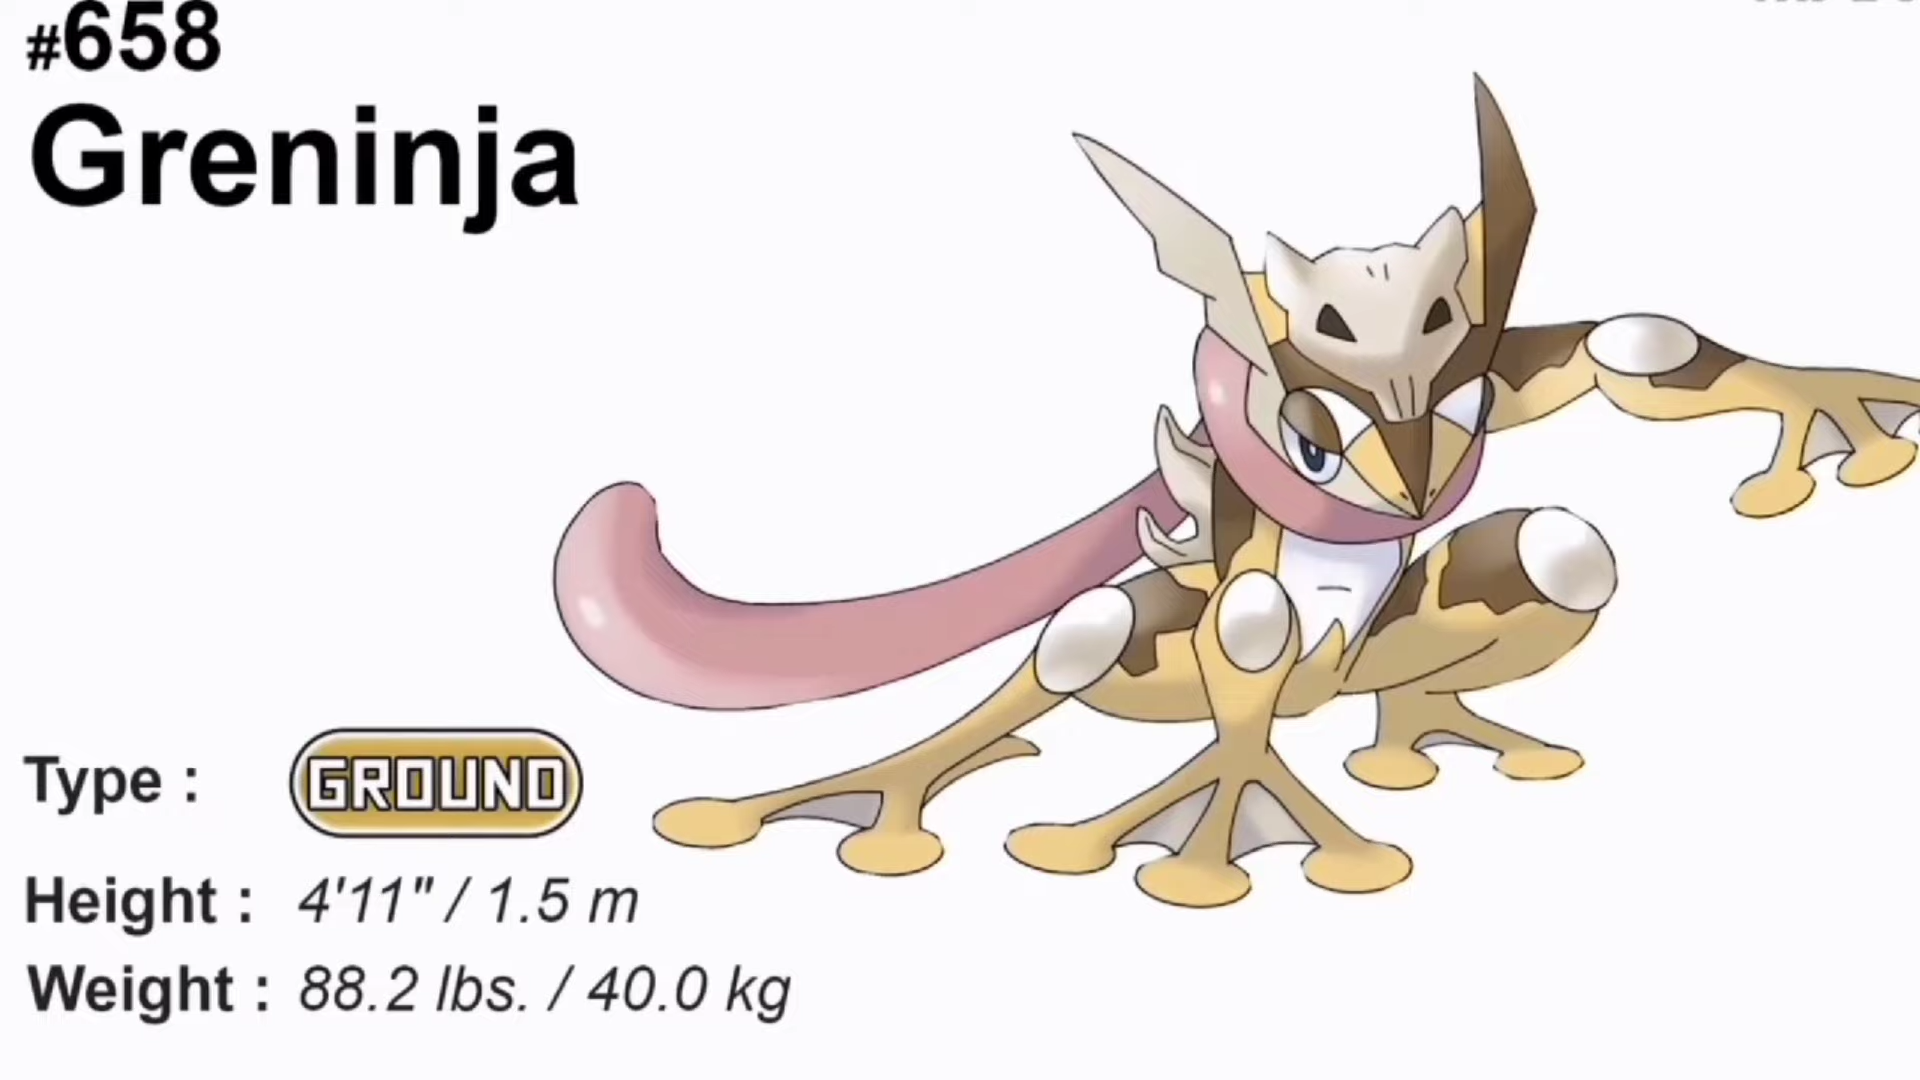 #658
Greninja
Type : GROUND
Height : 4'11" / 1.5 m
Weight : 88.2 lbs. / 40.0 kg